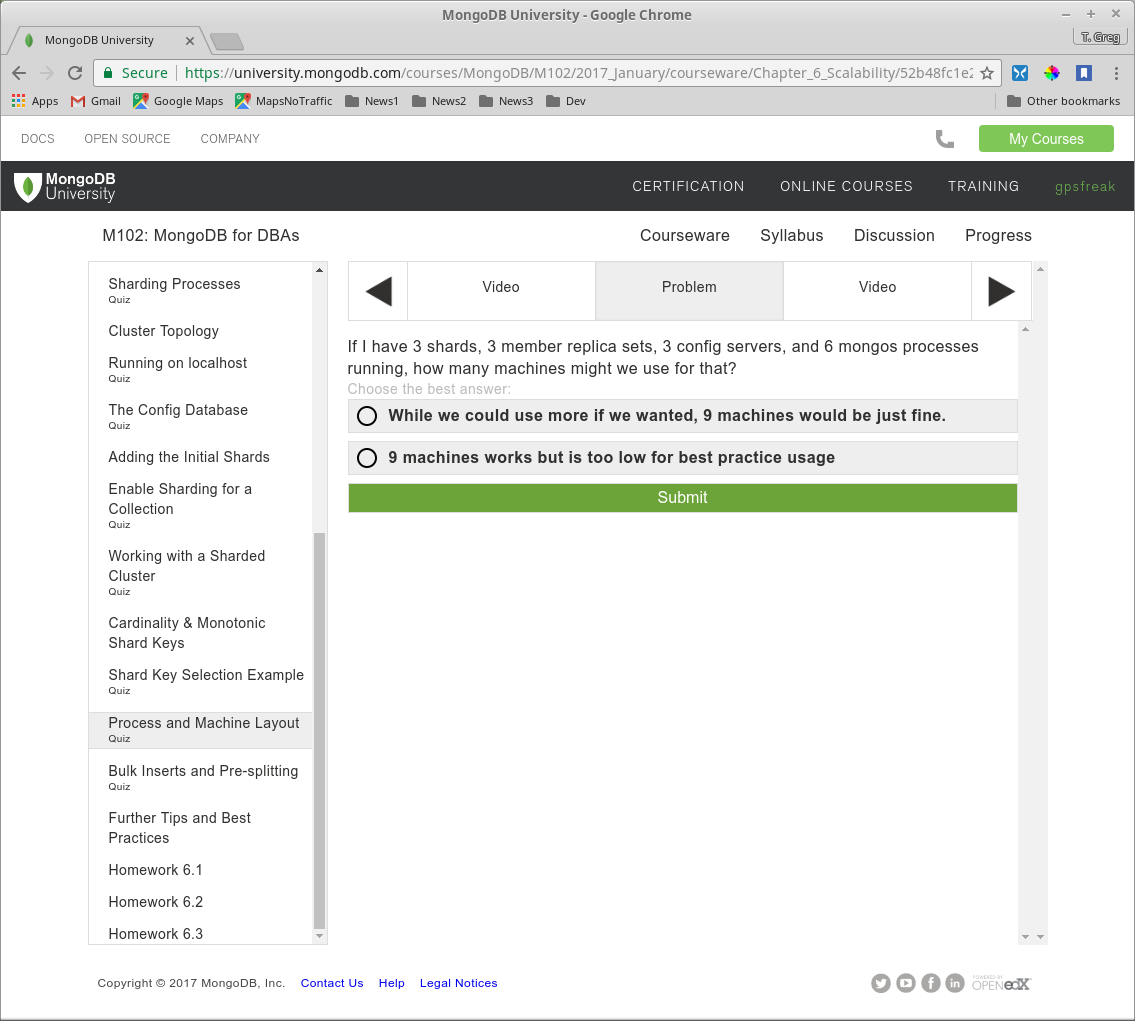 MongoDB University - Google Chrome
MongoDB University
T. Greg
Secure https://university.mongodb.com/courses/MongoDB/M102/2017_January/courseware/Chapter_6_Scalability/52b48fc1e2
Apps Gmail Google Maps MapsNoTraffic News1 News2 News3 Dev Other bookmarks
DOCS OPEN SOURCE COMPANY My Courses
MongoDB
University
CERTIFICATION ONLINE COURSES TRAINING gpsfreak
M102: MongoDB for DBAs Courseware Syllabus Discussion Progress
Sharding Processes
Quiz
Cluster Topology
Running on localhost
Quiz
The Config Database
Quiz
Adding the Initial Shards
Enable Sharding for a
Collection
Quiz
Working with a Sharded
Cluster
Quiz
Cardinality & Monotonic
Shard Keys
Shard Key Selection Example
Quiz
Process and Machine Layout
Quiz
Bulk Inserts and Pre-splitting
Quiz
Further Tips and Best
Practices
Homework 6.1
Homework 6.2
Homework 6.3
Video Problem Video
If I have 3 shards, 3 member replica sets, 3 config servers, and 6 mongos processes
running, how many machines might we use for that?
Choose the best answer:
While we could use more if we wanted, 9 machines would be just fine.
9 machines works but is too low for best practice usage
Submit
Copyright © 2017 MongoDB, Inc. Contact Us Help Legal Notices
POWERED BY
OPEN edX